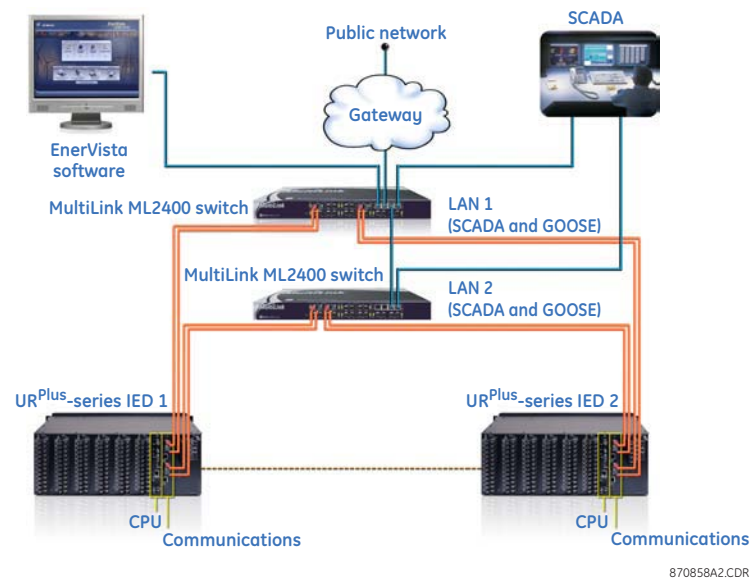 Public network
SCADA
Gateway
EnerVista
software
MultiLink ML2400 switch
LAN 1
(SCADA and GOOSE)
MultiLink ML2400 switch
LAN 2
(SCADA and GOOSE)
URPlus-series IED 1
URPlus-series IED 2
CPU
Communications
CPU
Communications
870858A2.CDR